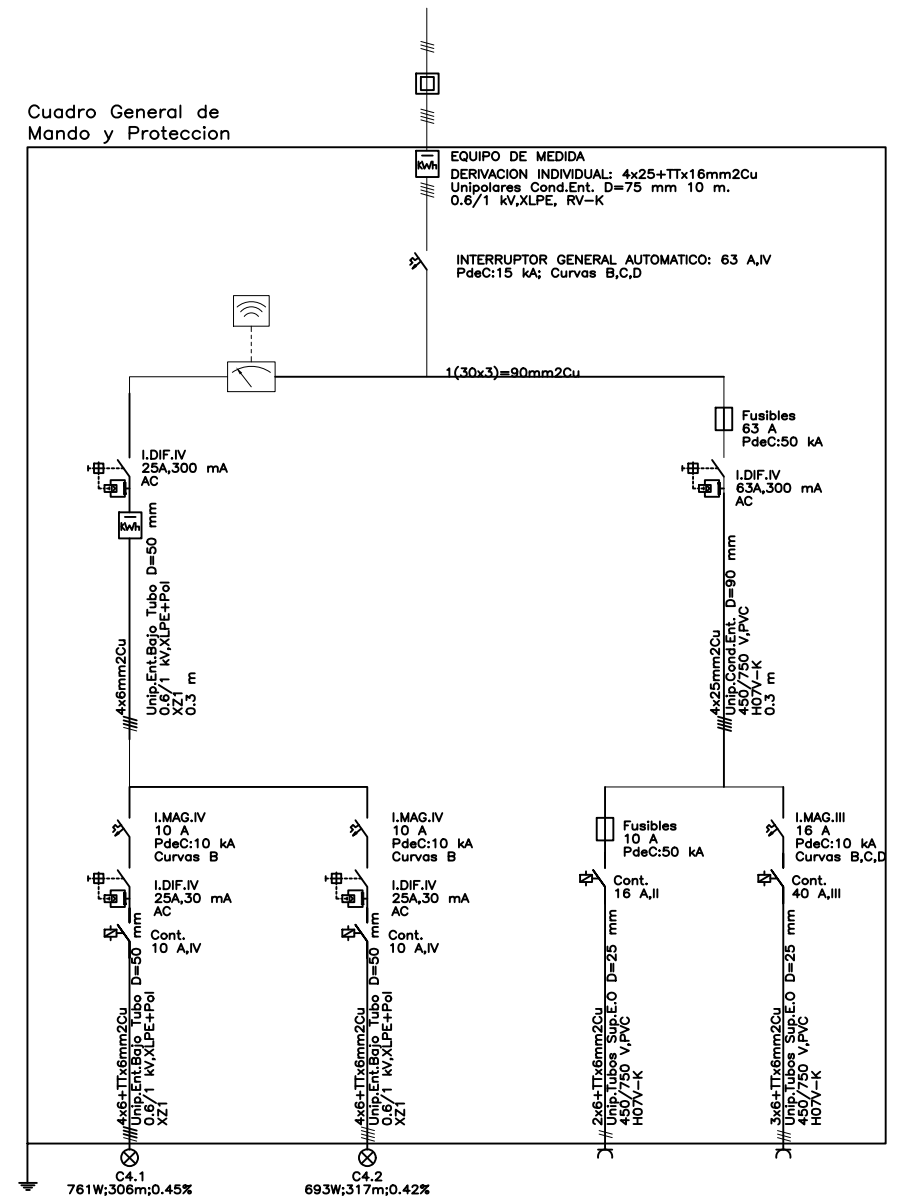 Cuadro General de
Mando y Proteccion
KWh
EQUIPO DE MEDIDA
DERIVACION INDIVIDUAL: 4x25+TTx16mm2Cu
Unipolares Cond.Ent. D=75 mm 10 m.
0.6/1 kV,XLPE, RV-K
INTERRUPTOR GENERAL AUTOMATICO: 63 A,IV
PdeC:15 kA; Curvas B,C,D
1(30x3)=90mm2Cu
Fusibles
63 A
PdeC:50 kA
I.DIF.IV
25A,300 mA
AC
I.DIF.IV
63A,300 mA
AC
KWh
4x6mm2Cu
Unip.Ent.Bajo Tubo D=50 mm
0.6/1 kV,XLPE+Pol
XZ1
0.3 m
4x25mm2Cu
Unip.Cond.Ent. D=90 mm
450/750 V,PVC
H07V-K
0.3 m
I.MAG.IV
10 A
PdeC:10 kA
Curvas B
I.DIF.IV
25A,30 mA
AC
Cont.
10 A,IV
4x6+TTx6mm2Cu
Unip.Ent.Bajo Tubo D=50 mm
0.6/1 kV,XLPE+Pol
XZ1
I.MAG.IV
10 A
PdeC:10 kA
Curvas B
I.DIF.IV
25A,30 mA
AC
Cont.
10 A,IV
4x6+TTx6mm2Cu
Unip.Ent.Bajo Tubo D=50 mm
0.6/1 kV,XLPE+Pol
XZ1
Fusibles
10 A
PdeC:50 kA
Cont.
16 A,II
2x6+TTx6mm2Cu
Unip.Tubos Sup.E.O D=25 mm
450/750 V,PVC
H07V-K
I.MAG.III
16 A
PdeC:10 kA
Curvas B,C,D
Cont.
40 A,III
3x6+TTx6mm2Cu
Unip.Tubos Sup.E.O D=25 mm
450/750 V,PVC
H07V-K
C4.1
761W;306m;0.45%
C4.2
693W;317m;0.42%